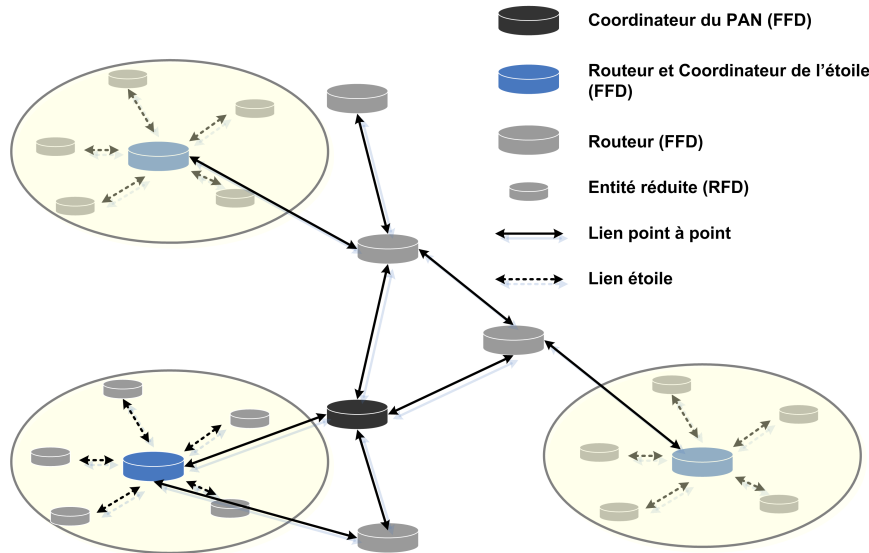 Coordinateur du PAN (FFD)
Routeur et Coordinateur de l'étoile
(FFD)
Routeur (FFD)
Entité réduite (RFD)
Lien point à point
Lien étoile